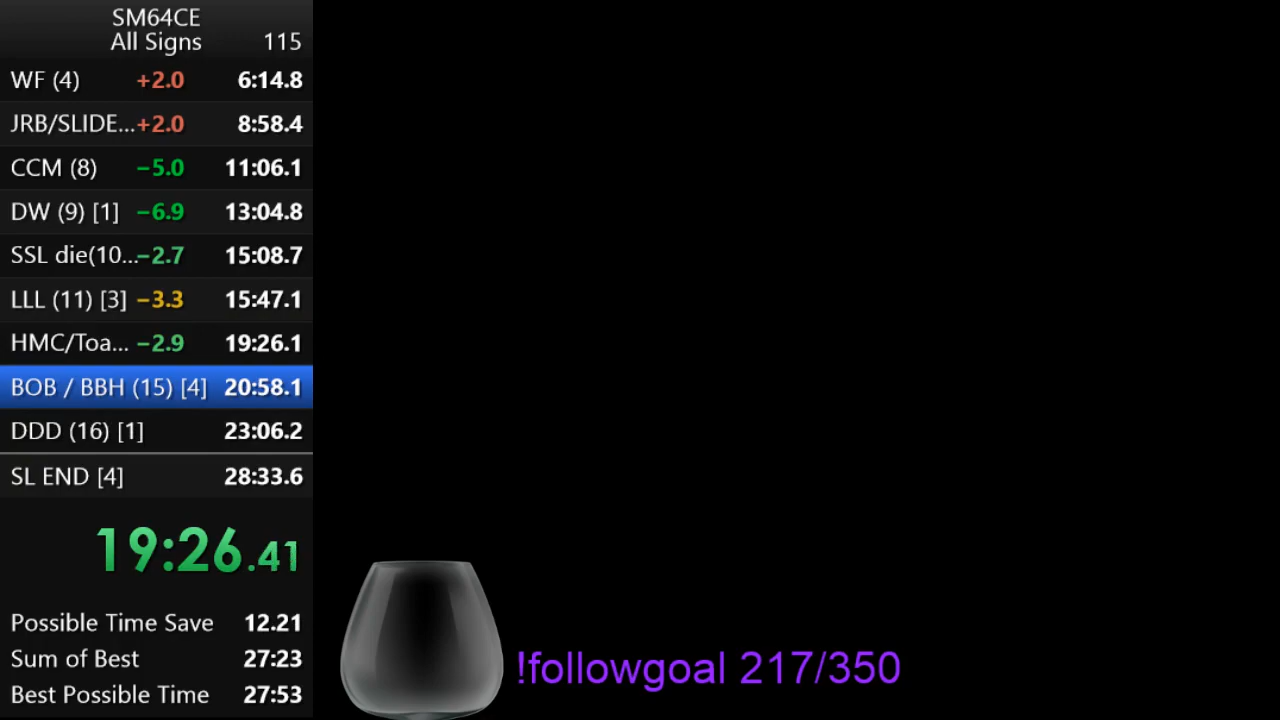 SM64CE
All Signs 115
WF (4) +2.0 6:14.8
JRB/SLIDE... +2.0 8:58.4
CCM (8) −5.0 11:06.1
DW (9) [1] −6.9 13:04.8
SSL die(10... −2.7 15:08.7
LLL (11) [3] −3.3 15:47.1
HMC/Toa... −2.9 19:26.1
BOB / BBH (15) [4] 20:58.1
DDD (16) [1] 23:06.2
SL END [4] 28:33.6
19:26.41
Possible Time Save 12.21
Sum of Best 27:23
Best Possible Time 27:53
!followgoal 217/350